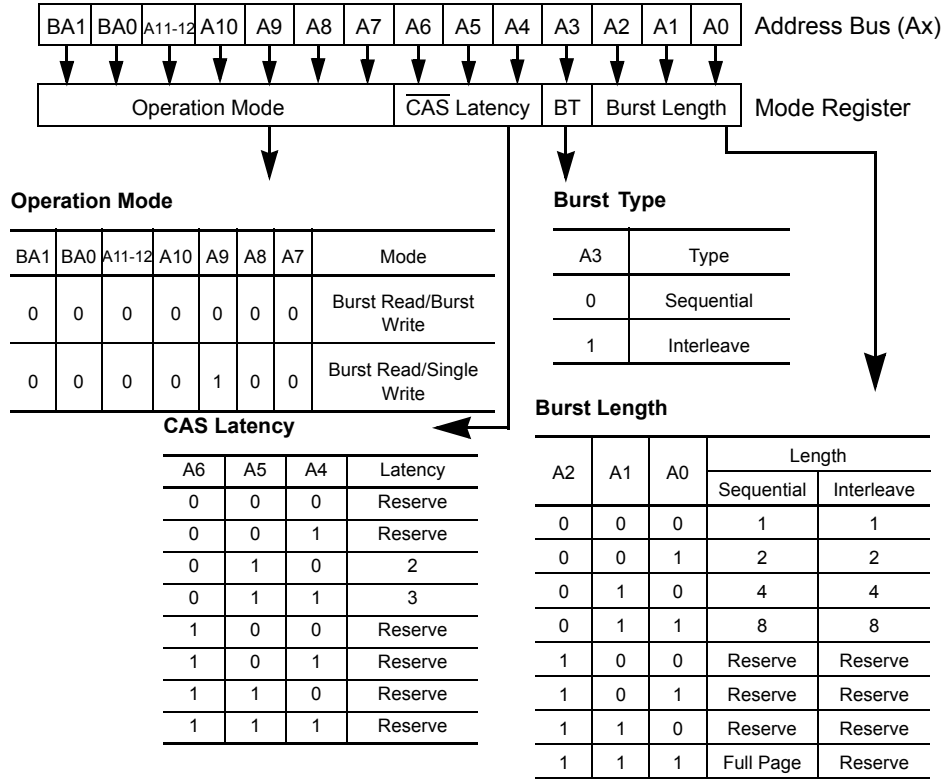 BA1 BA0 A11-12 A10 A9 A8 A7 A6 A5 A4 A3 A2 A1 A0 Address Bus (Ax)
Operation Mode CAS Latency BT Burst Length Mode Register
Operation Mode
BA1 BA0 A11-12 A10 A9 A8 A7 Mode
0 0 0 0 0 0 0 Burst Read/Burst
Write
0 0 0 0 1 0 0 Burst Read/Single
Write
Burst Type
A3 Type
0 Sequential
1 Interleave
CAS Latency
A6 A5 A4 Latency
0 0 0 Reserve
0 0 1 Reserve
0 1 0 2
0 1 1 3
1 0 0 Reserve
1 0 1 Reserve
1 1 0 Reserve
1 1 1 Reserve
Burst Length
A2 A1 A0 Length
Sequential Interleave
0 0 0 1 1
0 0 1 2 2
0 1 0 4 4
0 1 1 8 8
1 0 0 Reserve Reserve
1 0 1 Reserve Reserve
1 1 0 Reserve Reserve
1 1 1 Full Page Reserve